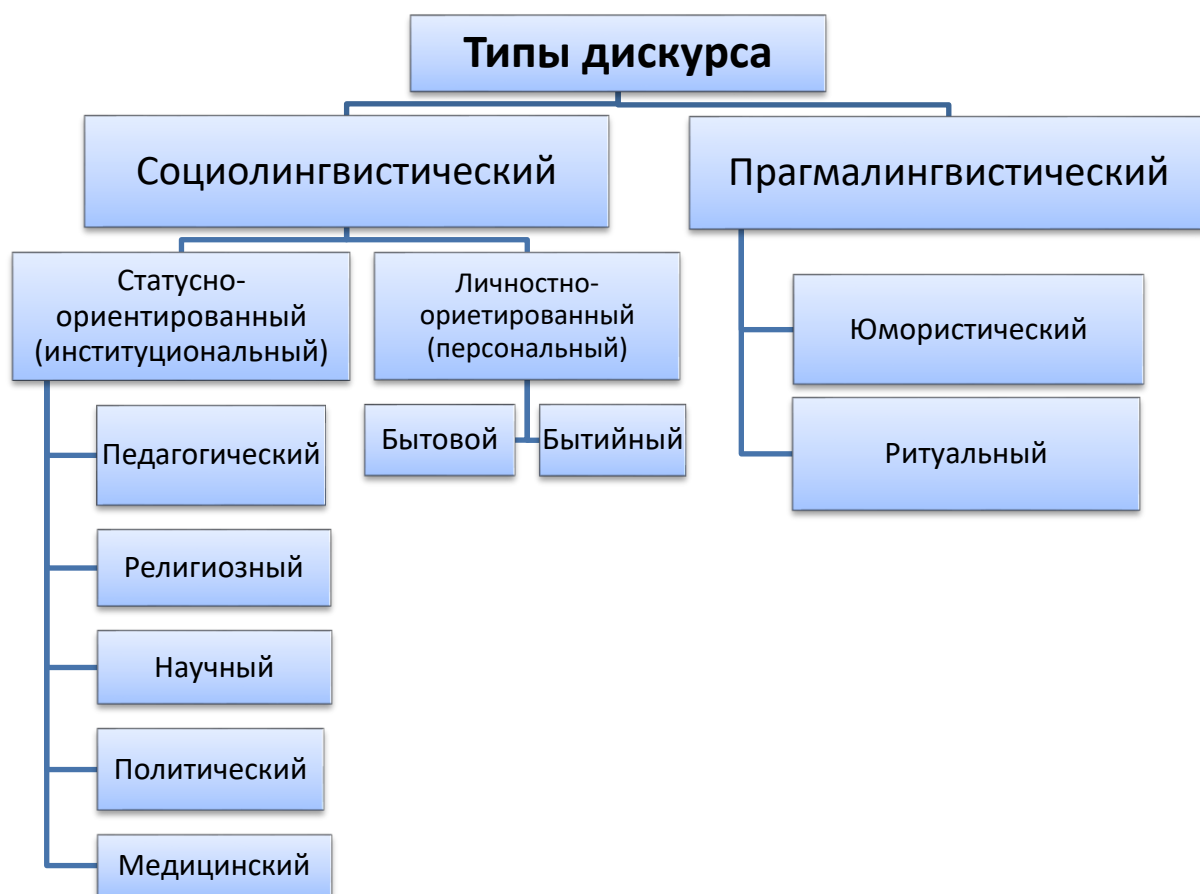 Типы дискурса
Социолингвистический
Прагмалингвистический
Статусно-
ориентированный
(институциональный)
Личностно-
ориетированный
(персональный)
Юмористический
Педагогический
Бытовой
Бытийный
Ритуальный
Религиозный
Научный
Политический
Медицинский